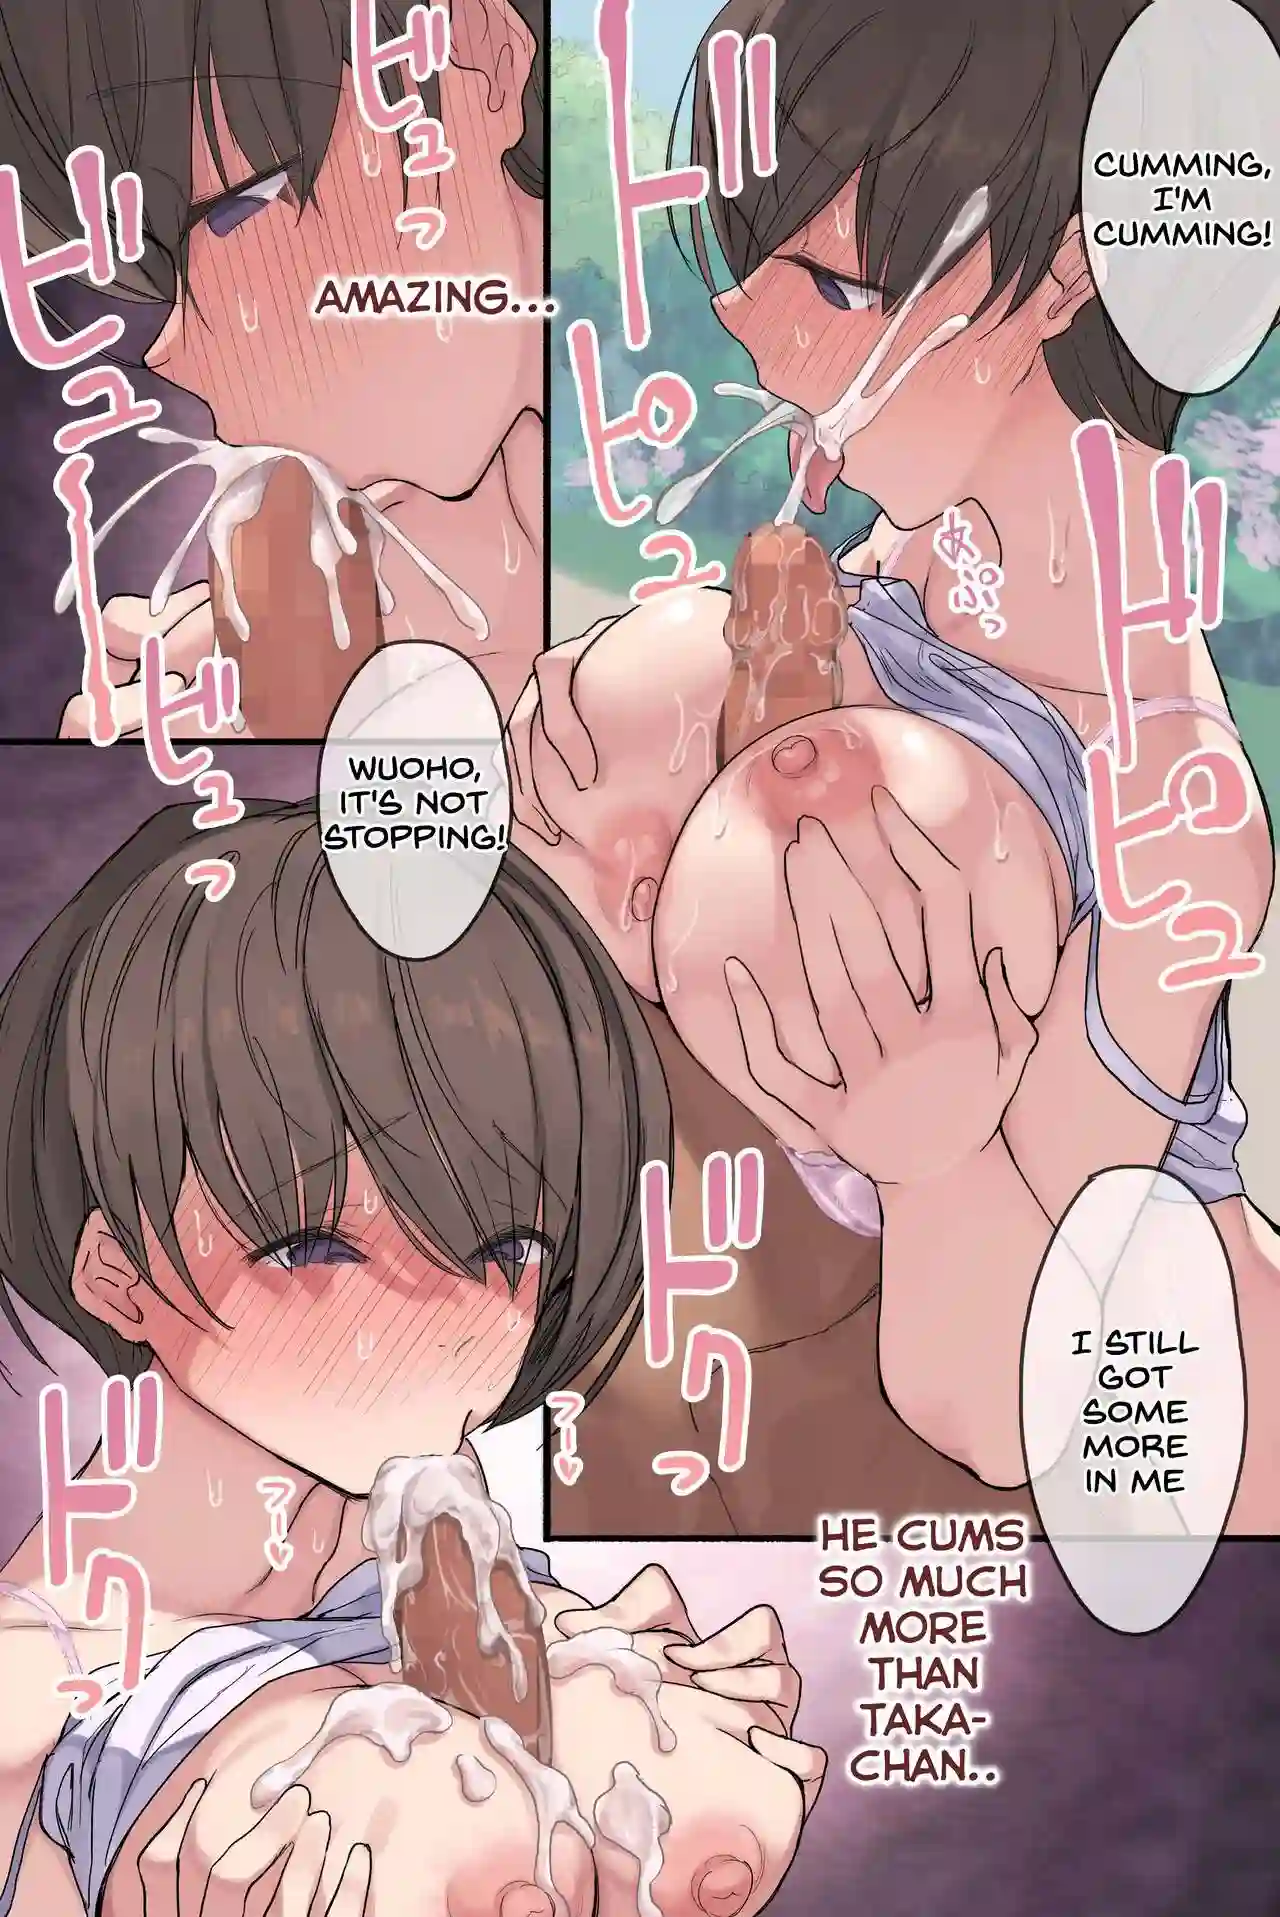 CUMMING,
I'M
CUMMING!
ドピュ
ドピュ
あぷっ
I STILL
GOT
SOME
MORE
IN ME
ドクっ
AMAZING...
ビュっ
ビュー
WUOHO,
IT'S NOT
STOPPING!
ビュっ
ドクっ
HE CUMS
SO MUCH
MORE
THAN
TAKA-
CHAN..